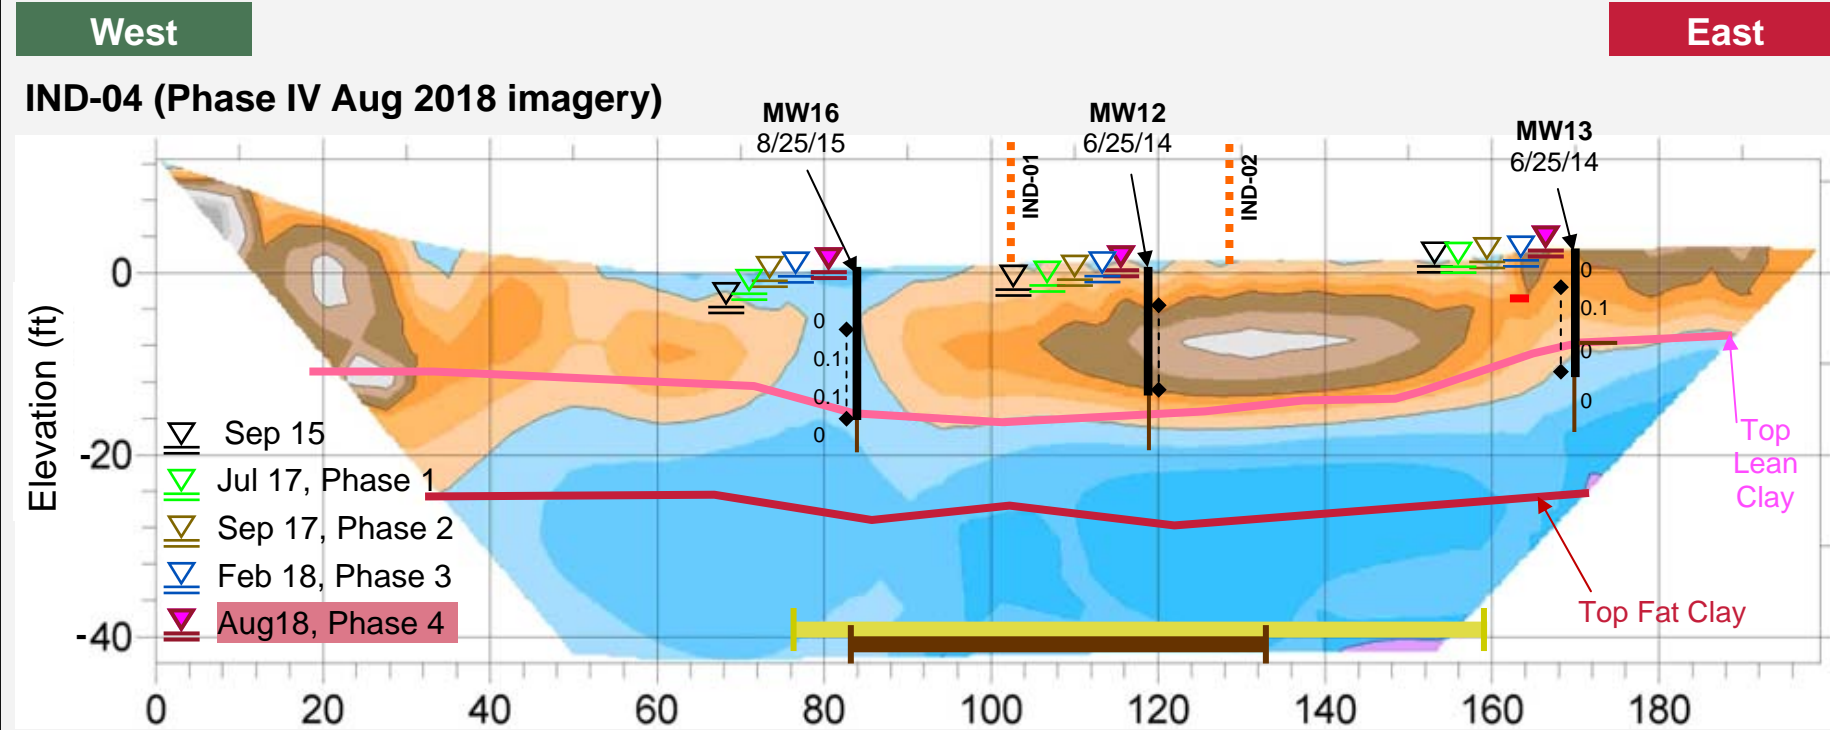 West
East
IND-04 (Phase IV Aug 2018 imagery)
MW16
8/25/15
MW12
6/25/14
MW13
6/25/14
IND-01
IND-02
Elevation (ft)
0
-20
-40
0
0.1
0.1
0
0
0.1
0
0
Sep 15
Jul 17, Phase 1
Sep 17, Phase 2
Feb 18, Phase 3
Aug18, Phase 4
Top
Lean
Clay
Top Fat Clay
0 20 40 60 80 100 120 140 160 180